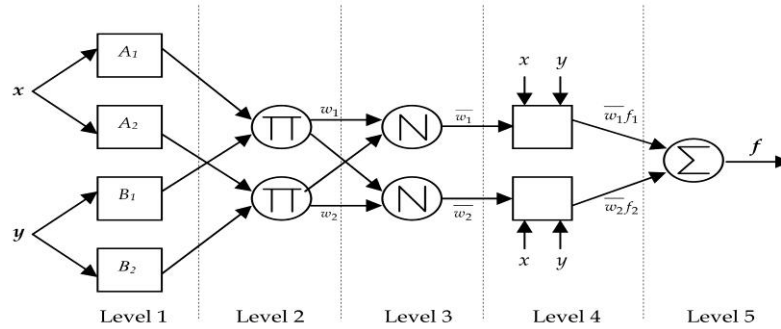 x y
A₁
w₁ w̅₁ w̅₁f₁
x
A₂
∏ N
f
∑
B₁
∏ N
y
w₂ w̅₂ w̅₂f₂
B₂
x y
Level 1 Level 2 Level 3 Level 4 Level 5